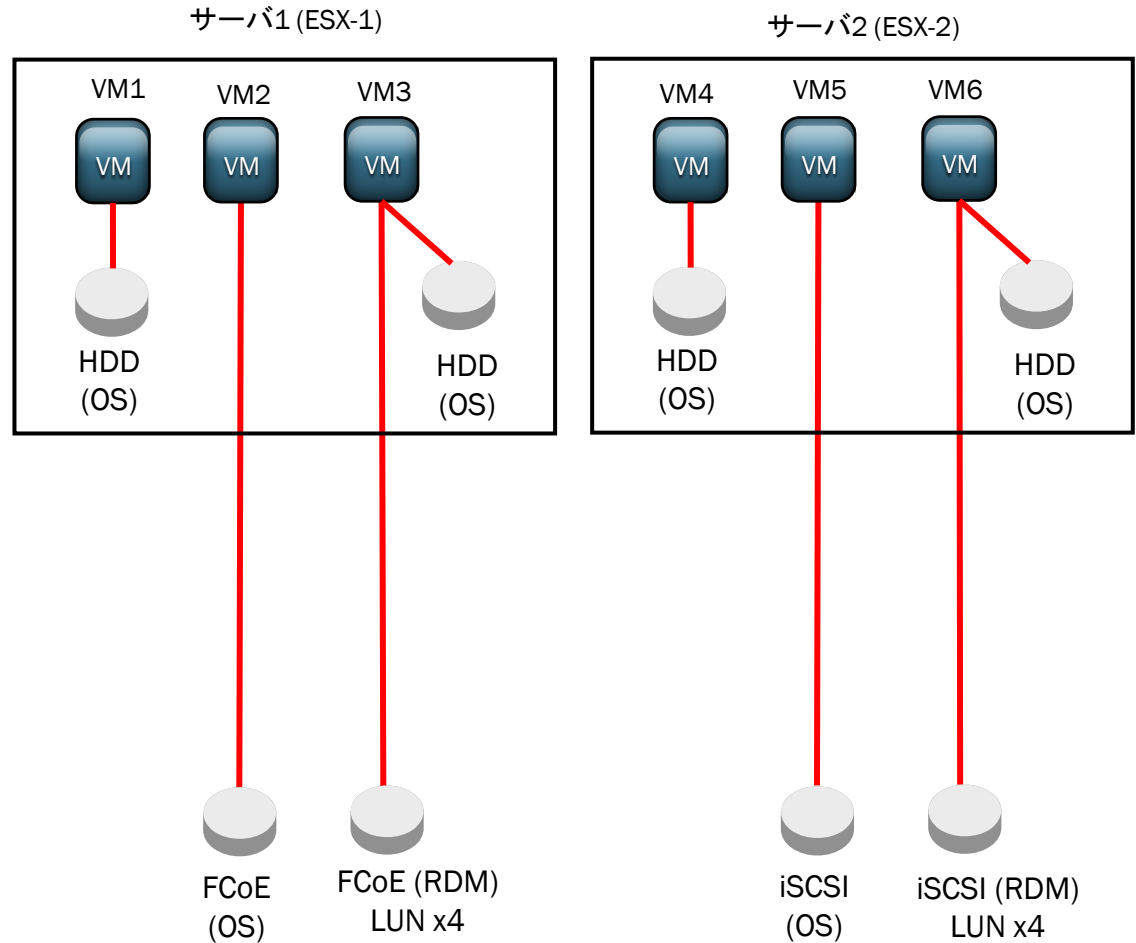 サーバ1 (ESX-1)
サーバ2 (ESX-2)
VM1
VM2
VM3
VM
VM
VM
HDD
(OS)
HDD
(OS)
VM4
VM5
VM6
VM
VM
VM
HDD
(OS)
HDD
(OS)
FCoE
(OS)
FCoE (RDM)
LUN x4
iSCSI
(OS)
iSCSI (RDM)
LUN x4